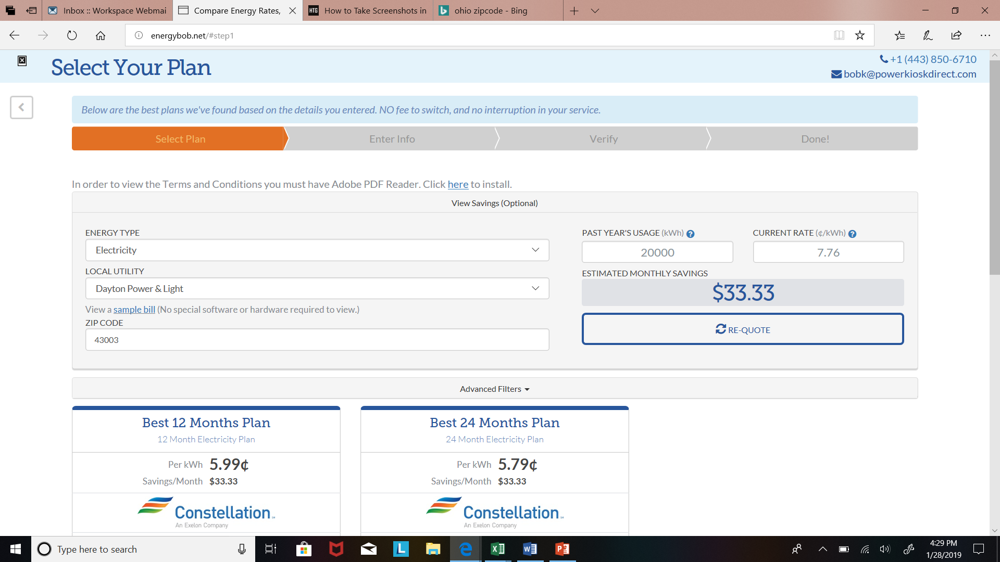 Inbox :: Workspace Webmai
Compare Energy Rates,
HTG How to Take Screenshots in
ohio zipcode - Bing
energybob.net/#step1
Select Your Plan
+1 (443) 850-6710
bobk@powerkioskdirect.com
Below are the best plans we've found based on the details you entered. NO fee to switch, and no interruption in your service.
Select Plan
Enter Info
Verify
Done!
In order to view the Terms and Conditions you must have Adobe PDF Reader. Click here to install.
View Savings (Optional)
ENERGY TYPE
Electricity
LOCAL UTILITY
Dayton Power & Light
View a sample bill (No special software or hardware required to view.)
ZIP CODE
43003
PAST YEAR'S USAGE (kWh) ?
20000
CURRENT RATE (¢/kWh) ?
7.76
ESTIMATED MONTHLY SAVINGS
$33.33
RE-QUOTE
Advanced Filters
Best 12 Months Plan
12 Month Electricity Plan
Per kWh 5.99¢
Savings/Month $33.33
Constellation
An Exelon Company
Best 24 Months Plan
24 Month Electricity Plan
Per kWh 5.79¢
Savings/Month $33.33
Constellation
An Exelon Company
Type here to search
4:29 PM
1/28/2019